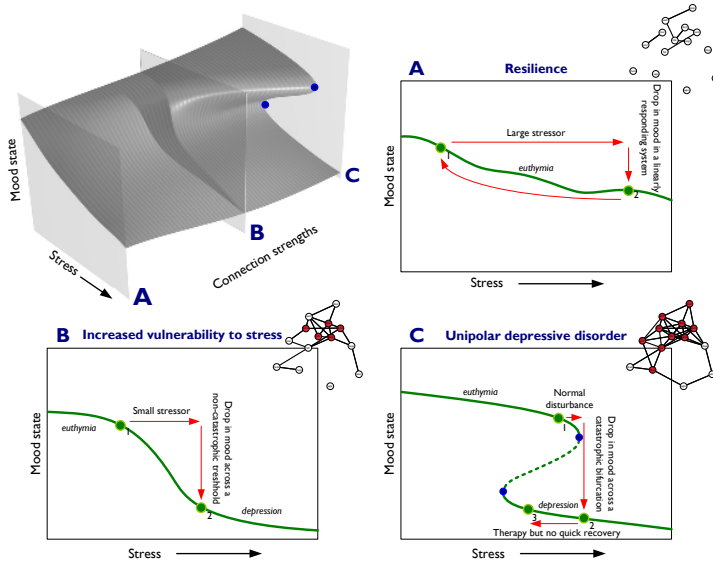 Mood state
Stress
Connection strengths
A
B
C
A
Resilience
Large stressor
euthymia
1
2
Drop in mood in a linearly
responding system
Stress
B
Increased vulnerability to stress
Mood state
Small stressor
euthymia
1
2
depression
Drop in mood across a
non-catastrophic treshhold
Stress
C
Unipolar depressive disorder
Mood state
euthymia
Normal
disturbance
1
depression
3
2
Drop in mood across a
catastrophic bifurcation
Therapy but no quick recovery
Stress